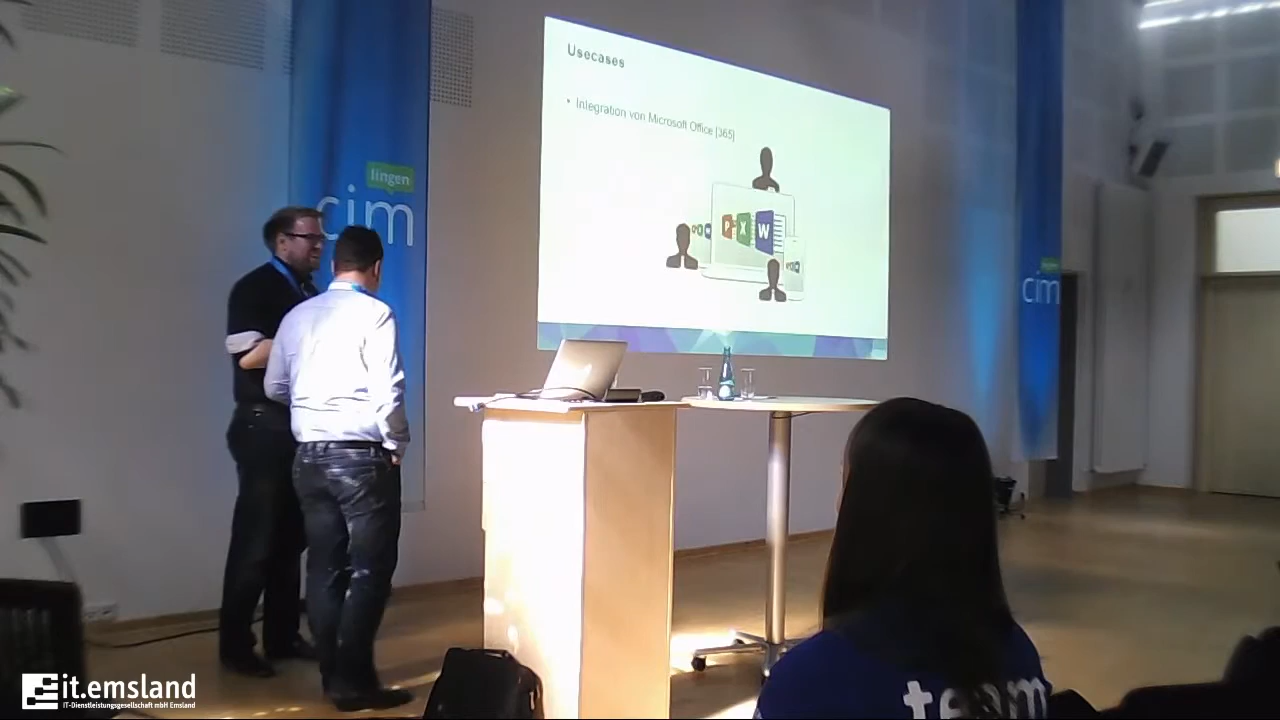 Usecases
• Integration von Microsoft Office [365]
P X W
lingen
cim
cim
team
it.emsland
IT-Dienstleistungsgesellschaft mbH Emsland